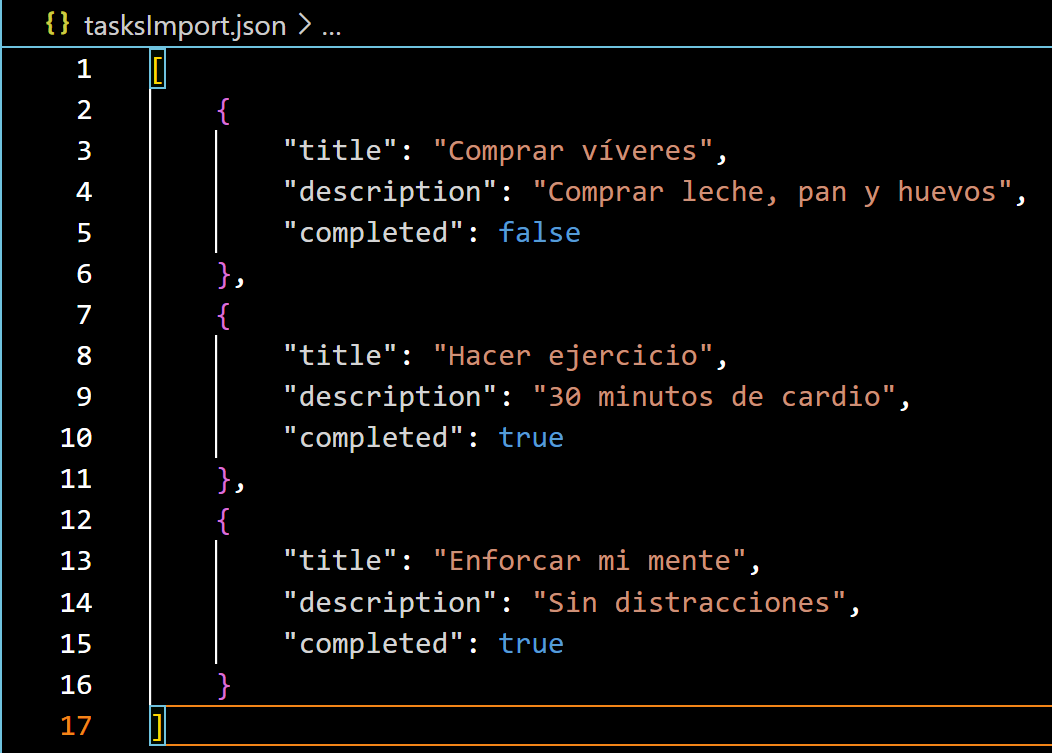 {} tasksImport.json > ...
1 [
2 {
3 "title": "Comprar víveres",
4 "description": "Comprar leche, pan y huevos",
5 "completed": false
6 },
7 {
8 "title": "Hacer ejercicio",
9 "description": "30 minutos de cardio",
10 "completed": true
11 },
12 {
13 "title": "Enforcar mi mente",
14 "description": "Sin distracciones",
15 "completed": true
16 }
17 ]